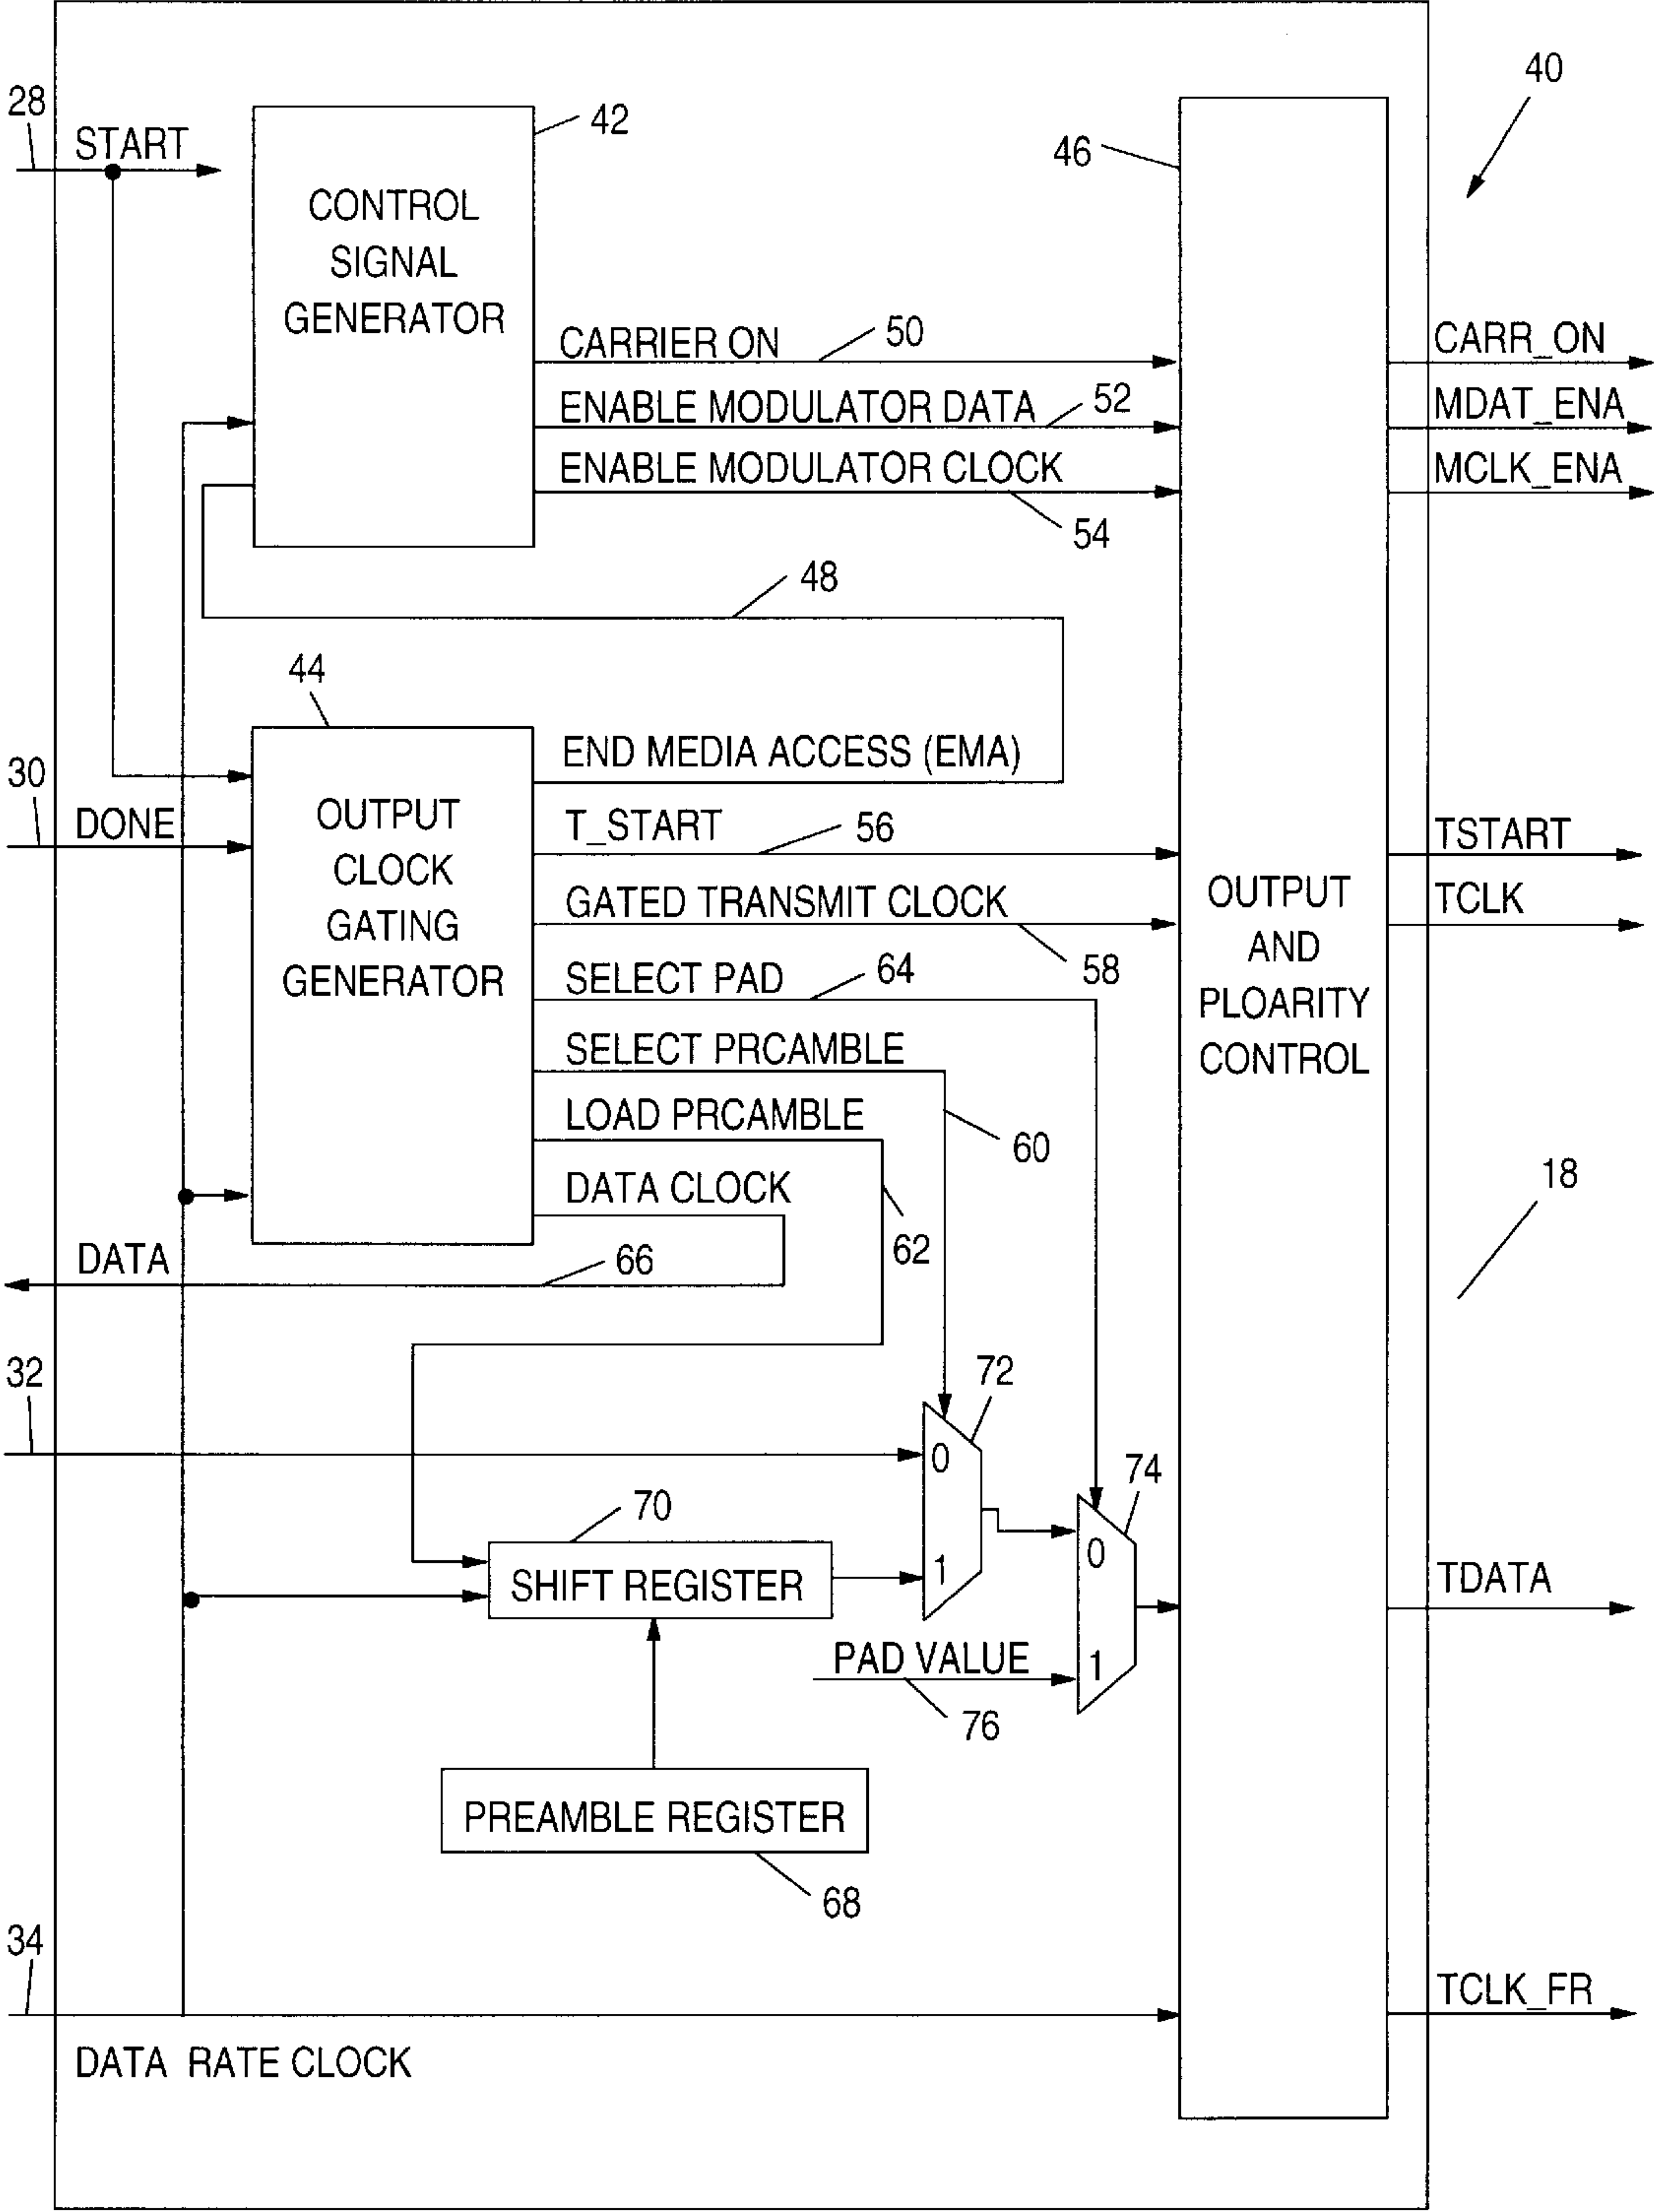 40
28
START
42
46
CONTROL
SIGNAL
GENERATOR
CARRIER ON
50
CARR_ON
ENABLE MODULATOR DATA
52
MDAT_ENA
ENABLE MODULATOR CLOCK
54
MCLK_ENA
48
44
END MEDIA ACCESS (EMA)
30
DONE
OUTPUT
CLOCK
GATING
GENERATOR
T_START
56
TSTART
GATED TRANSMIT CLOCK
58
TCLK
OUTPUT
AND
PLOARITY
CONTROL
SELECT PAD
64
SELECT PRCAMBLE
60
LOAD PRCAMBLE
62
DATA CLOCK
18
DATA
66
32
72
0
1
74
0
1
70
SHIFT REGISTER
TDATA
PAD VALUE
76
PREAMBLE REGISTER
68
34
TCLK_FR
DATA RATE CLOCK